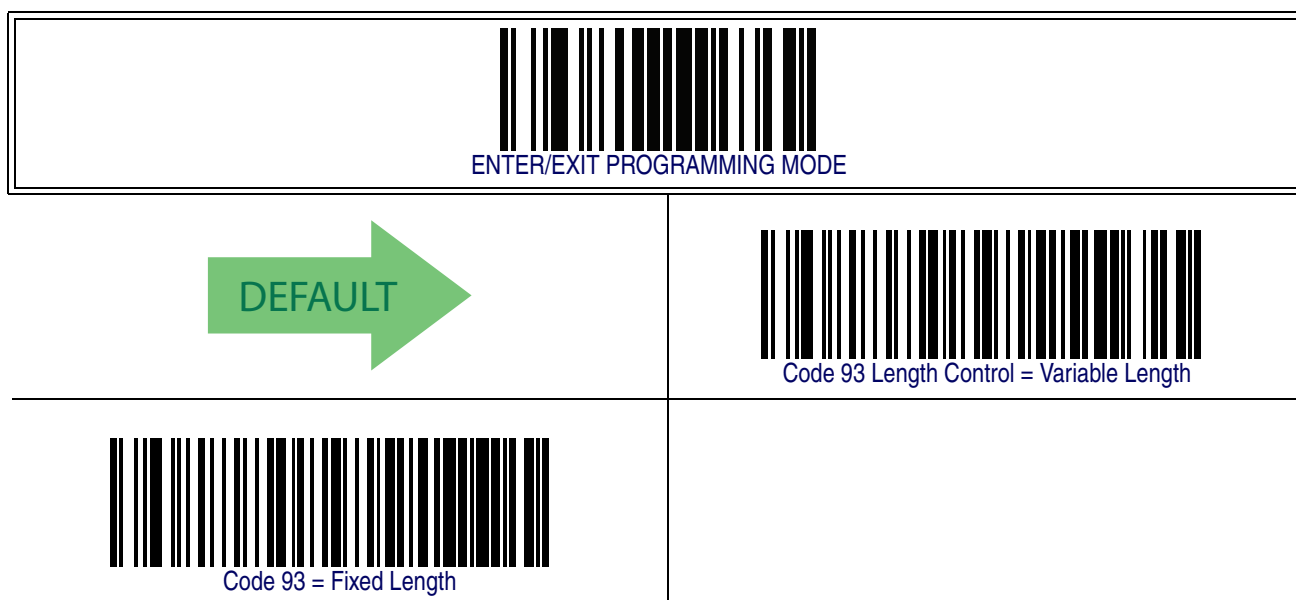 ENTER/EXIT PROGRAMMING MODE
DEFAULT
Code 93 Length Control = Variable Length
Code 93 = Fixed Length